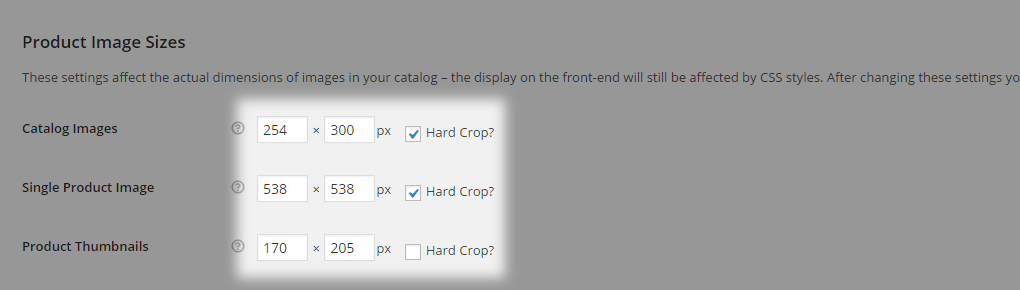 Product Image Sizes
These settings affect the actual dimensions of images in your catalog – the display on the front-end will still be affected by CSS styles. After changing these settings yo
Catalog Images ? 254 × 300 px Hard Crop?
Single Product Image ? 538 × 538 px Hard Crop?
Product Thumbnails ? 170 × 205 px Hard Crop?